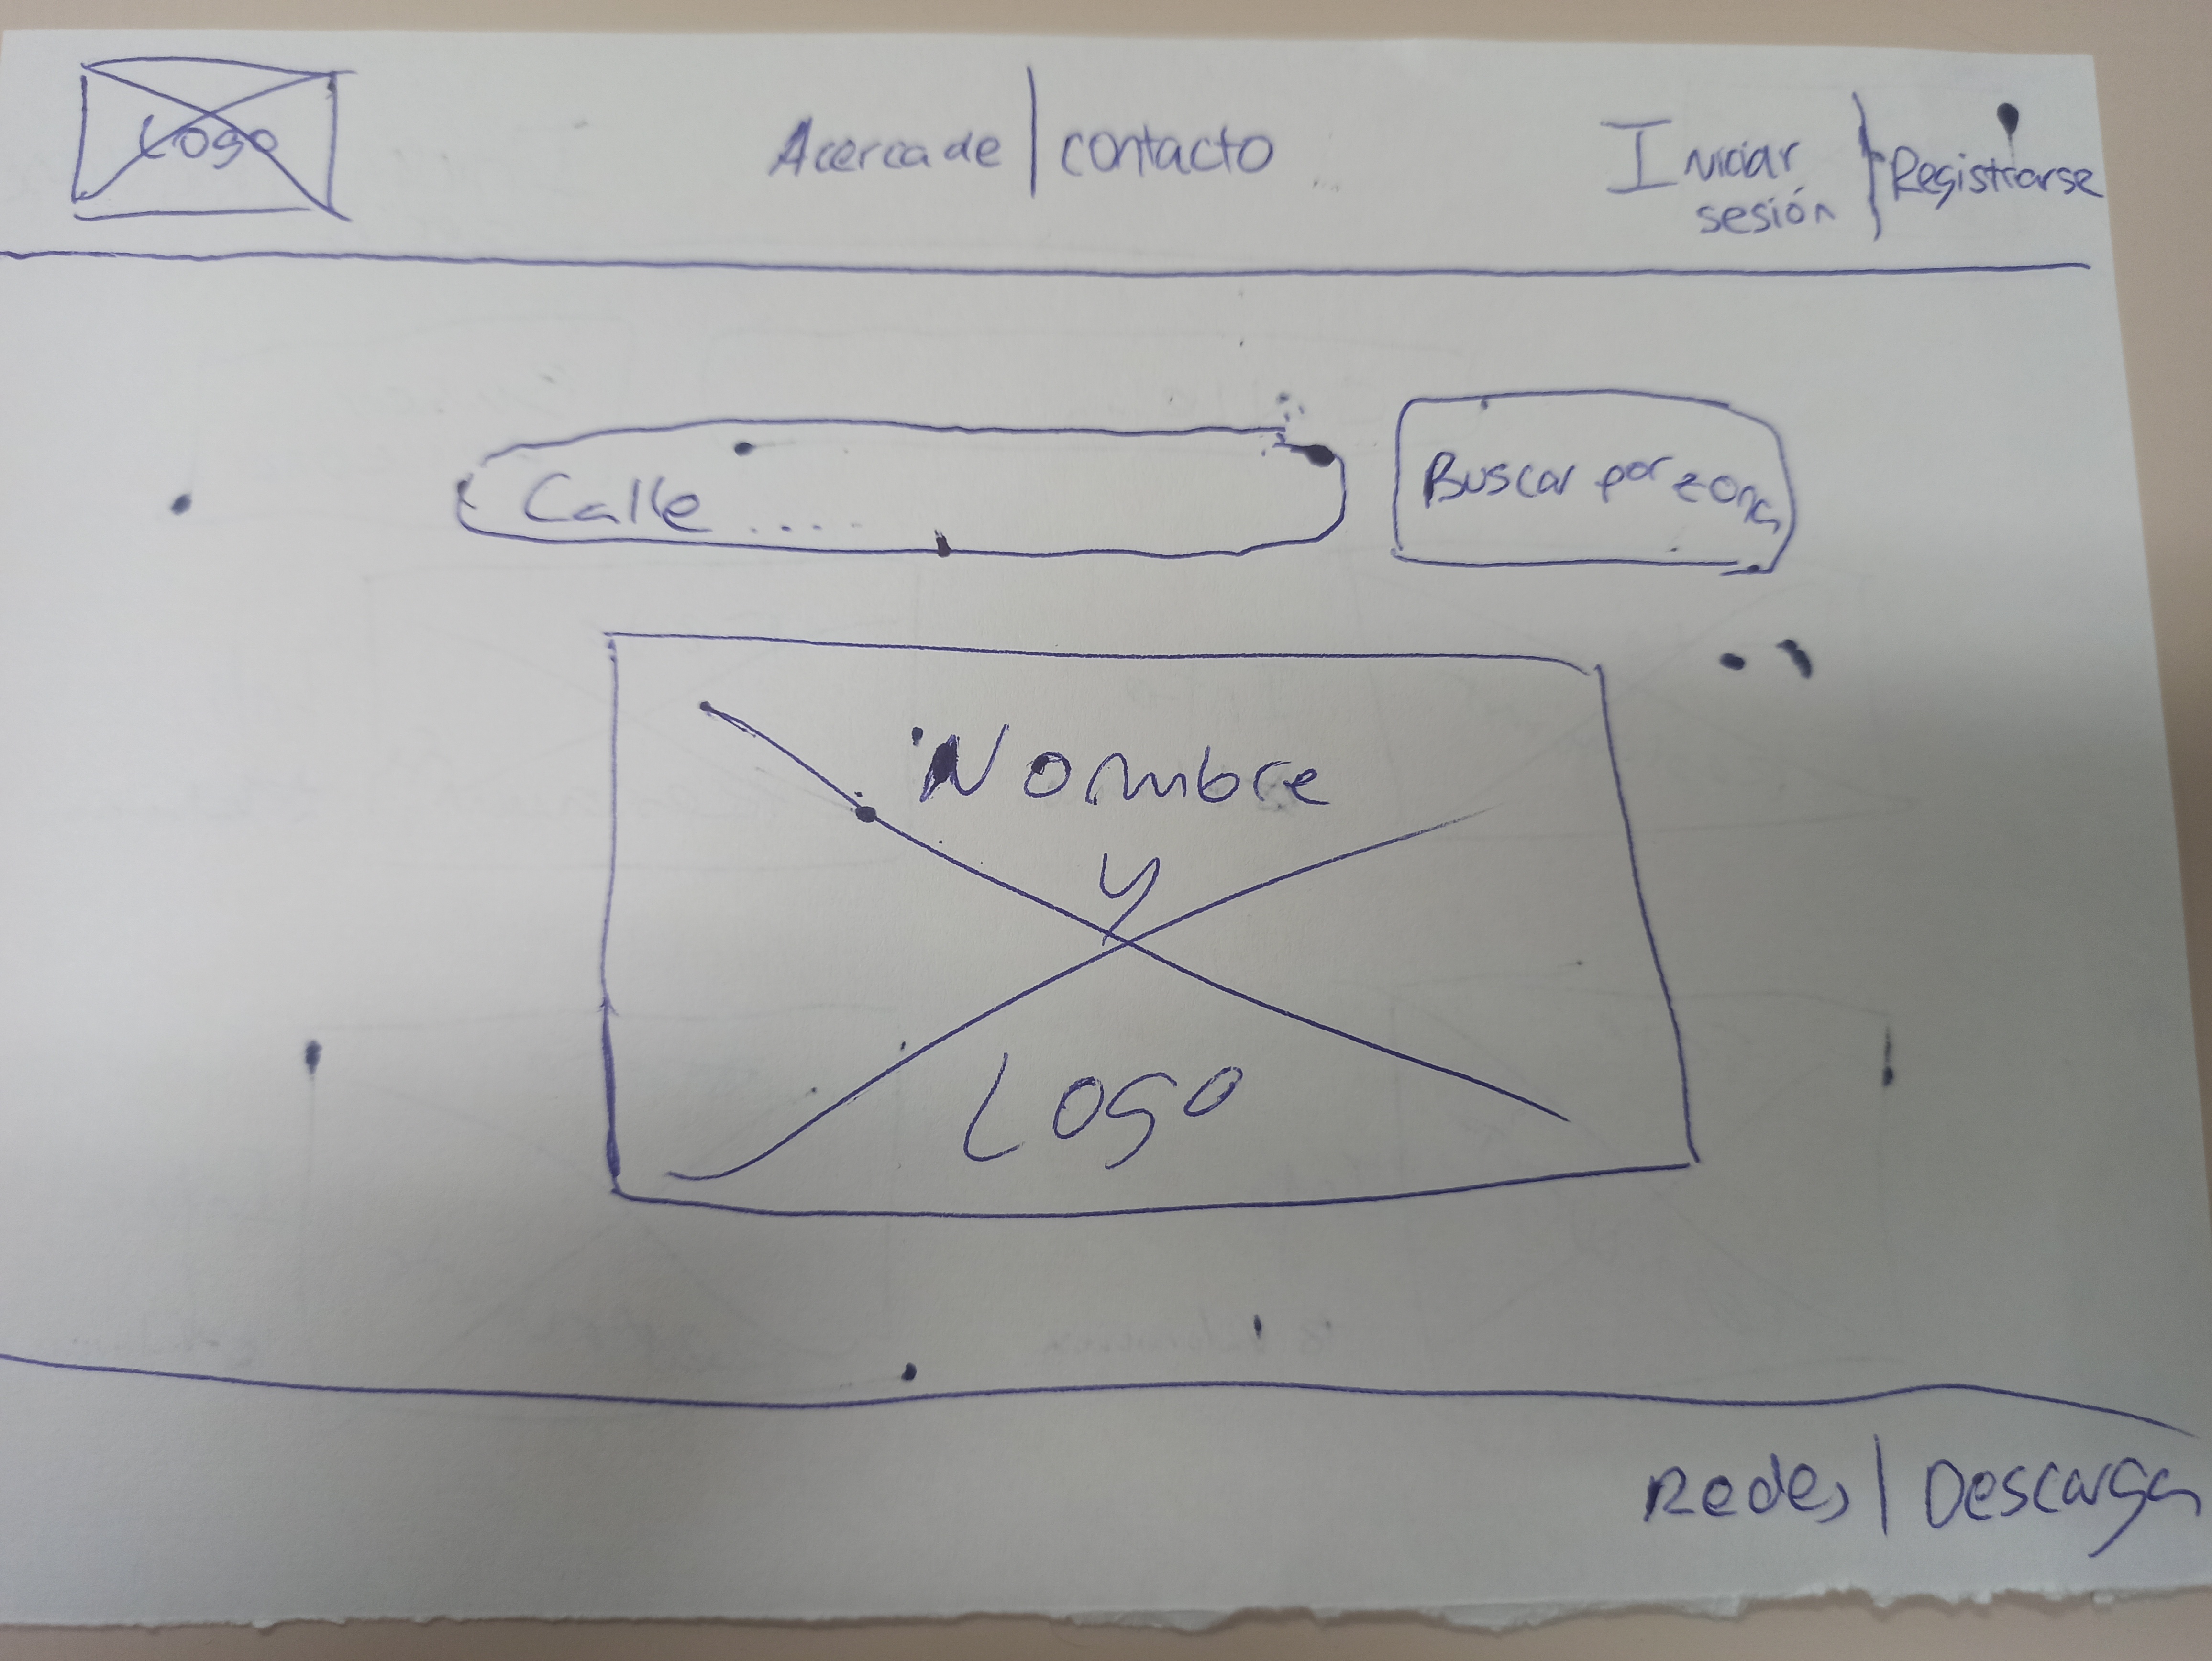 Logo
Acerca de | contacto
Iniciar sesión | Registrarse
Calle ....
Buscar por zona
Nombre
y
Logo
Redes | Descarga